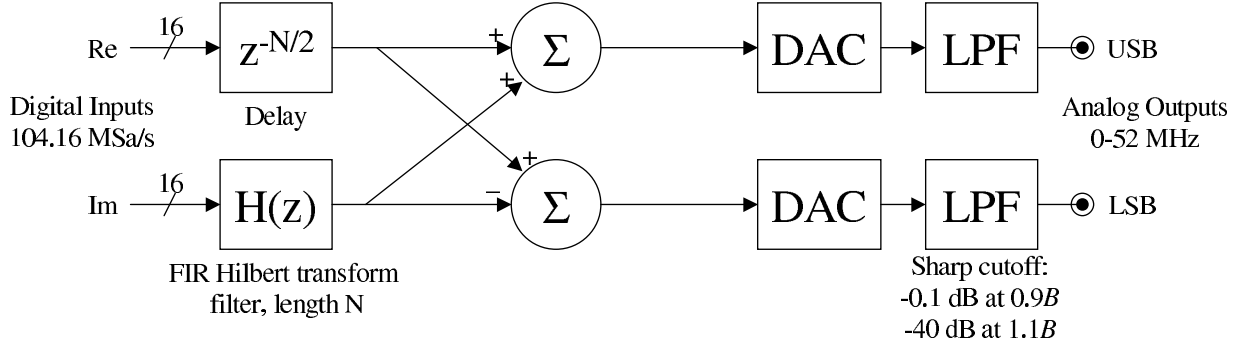 16
Re
z-N/2
+
Σ
DAC
LPF
USB
Digital Inputs
104.16 MSa/s
Delay
+
Analog Outputs
0-52 MHz
+
16
Im
H(z)
–
Σ
DAC
LPF
LSB
FIR Hilbert transform
filter, length N
Sharp cutoff:
-0.1 dB at 0.9B
-40 dB at 1.1B